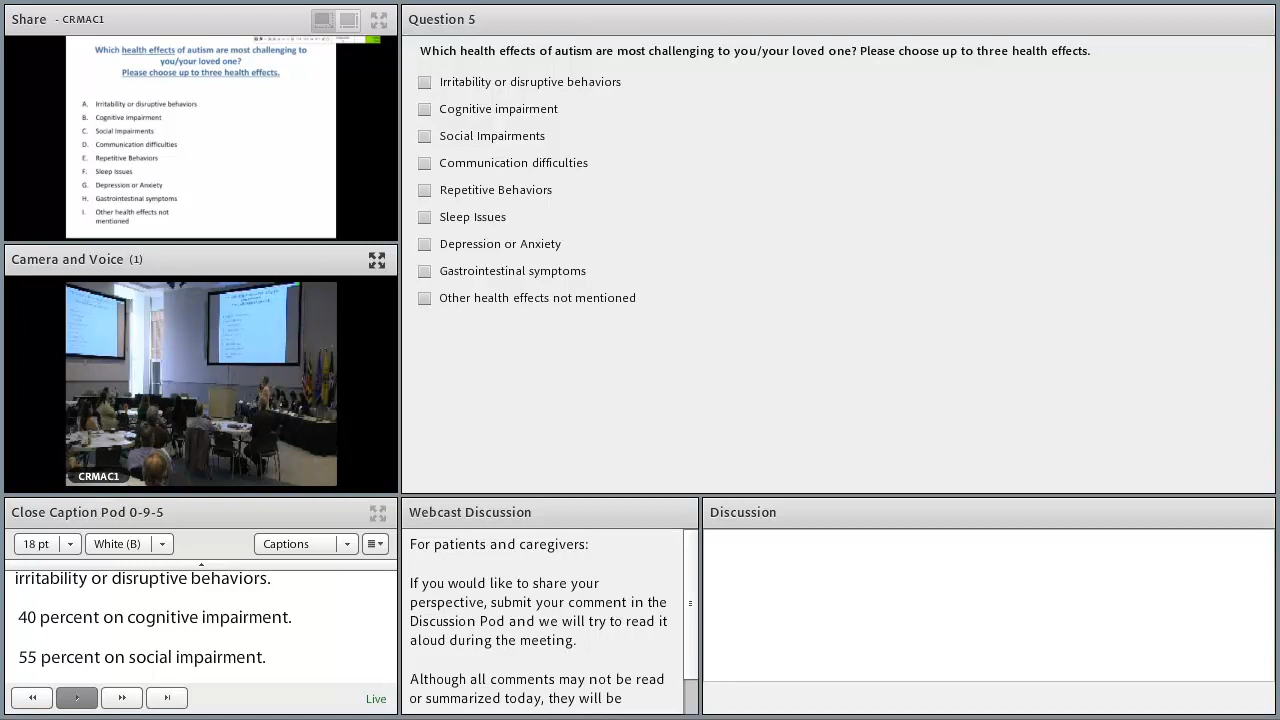 Share - CRMAC1
Which health effects of autism are most challenging to
you/your loved one?
Please choose up to three health effects.
A. Irritability or disruptive behaviors
B. Cognitive impairment
C. Social Impairments
D. Communication difficulties
E. Repetitive Behaviors
F. Sleep Issues
G. Depression or Anxiety
H. Gastrointestinal symptoms
I. Other health effects not
mentioned
Camera and Voice (1)
CRMAC1
Question 5
Which health effects of autism are most challenging to you/your loved one? Please choose up to three health effects.
Irritability or disruptive behaviors
Cognitive impairment
Social Impairments
Communication difficulties
Repetitive Behaviors
Sleep Issues
Depression or Anxiety
Gastrointestinal symptoms
Other health effects not mentioned
Close Caption Pod 0-9-5
18 pt White (B) Captions
irritability or disruptive behaviors.
40 percent on cognitive impairment.
55 percent on social impairment.
Live
Webcast Discussion
For patients and caregivers:
If you would like to share your
perspective, submit your comment in the
Discussion Pod and we will try to read it
aloud during the meeting.
Although all comments may not be read
or summarized today, they will be
Discussion